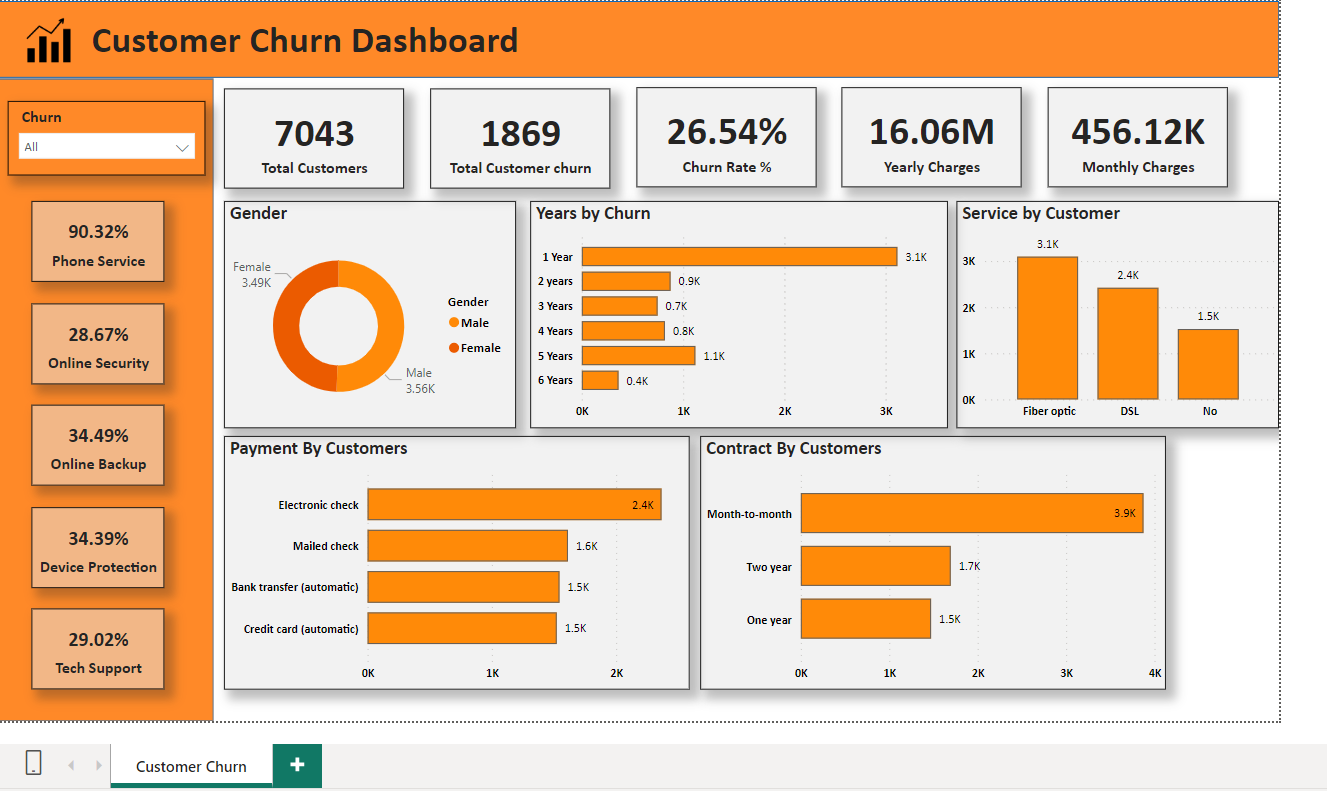 Customer Churn Dashboard
Churn
All
7043
Total Customers
1869
Total Customer churn
26.54%
Churn Rate %
16.06M
Yearly Charges
456.12K
Monthly Charges
90.32%
Phone Service
28.67%
Online Security
34.49%
Online Backup
34.39%
Device Protection
29.02%
Tech Support
Gender
Female
3.49K
Male
3.56K
Gender
Male
Female
Years by Churn
1 Year 3.1K
2 years 0.9K
3 Years 0.7K
4 Years 0.8K
5 Years 1.1K
6 Years 0.4K
0K 1K 2K 3K
Service by Customer
3.1K
3K
2.4K
2K
1.5K
1K
0K
Fiber optic DSL No
Payment By Customers
Electronic check 2.4K
Mailed check 1.6K
Bank transfer (automatic) 1.5K
Credit card (automatic) 1.5K
0K 1K 2K
Contract By Customers
Month-to-month 3.9K
Two year 1.7K
One year 1.5K
0K 1K 2K 3K 4K
Customer Churn